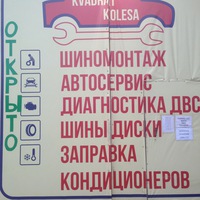 KVADRAT
KOLESA
ОТКРЫТО
ШИНОМОНТАЖ
АВТОСЕРВИС
ДИАГНОСТИКА ДВС
ШИНЫ ДИСКИ
ЗАПРАВКА
КОНДИЦИОНЕРОВ